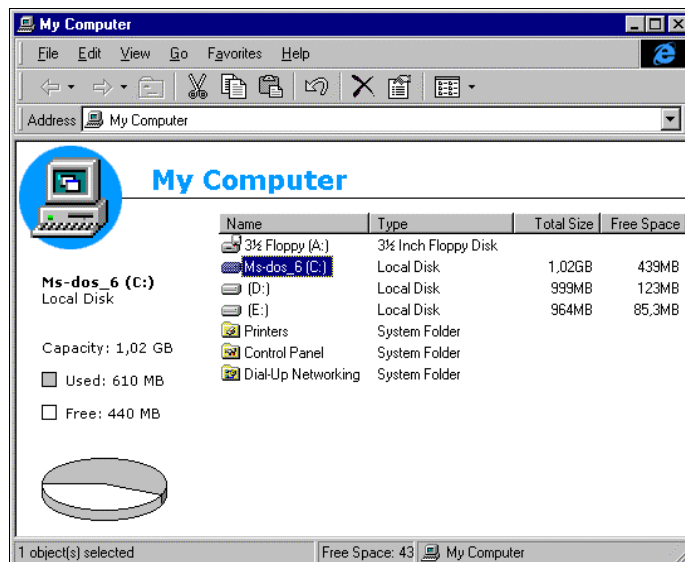 My Computer
File Edit View Go Favorites Help
Address My Computer
My Computer
Name Type Total Size Free Space
3½ Floppy (A:) 3½ Inch Floppy Disk
Ms-dos_6 (C:) Local Disk 1,02GB 439MB
(D:) Local Disk 999MB 123MB
(E:) Local Disk 964MB 85,3MB
Printers System Folder
Control Panel System Folder
Dial-Up Networking System Folder
Ms-dos_6 (C:)
Local Disk
Capacity: 1,02 GB
Used: 610 MB
Free: 440 MB
1 object(s) selected Free Space: 43 My Computer